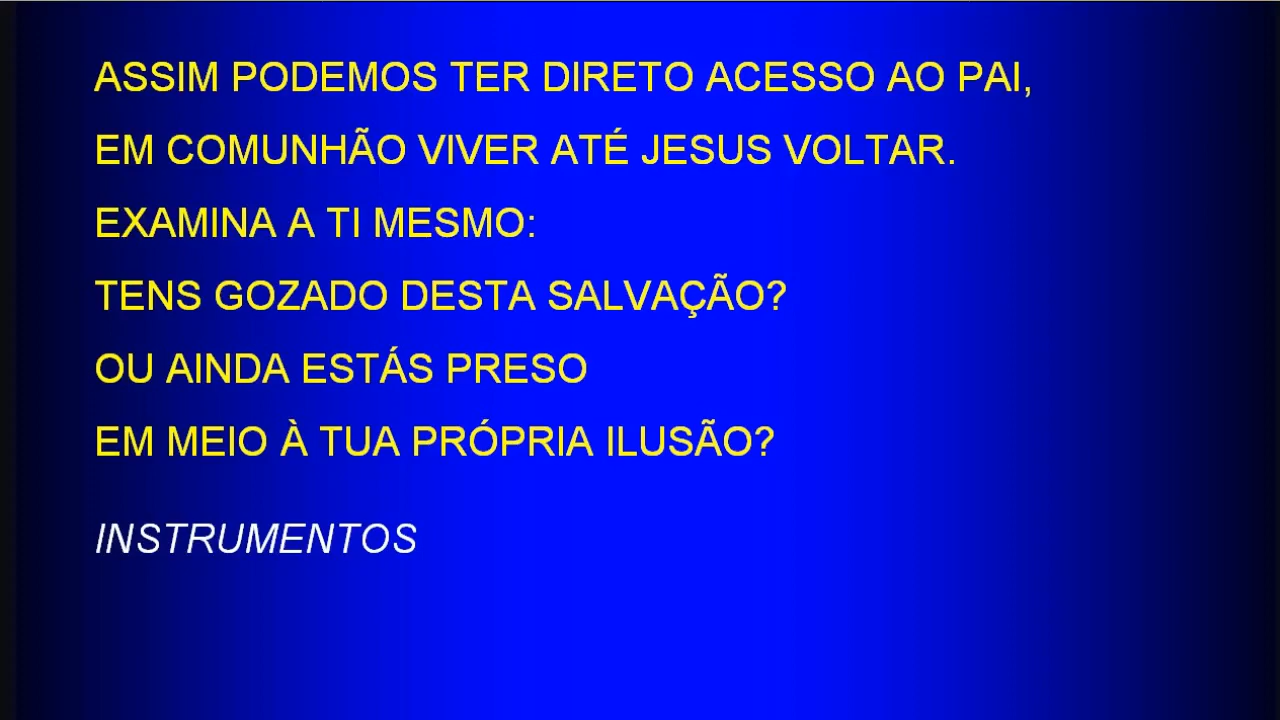 ASSIM PODEMOS TER DIRETO ACESSO AO PAI,
EM COMUNHÃO VIVER ATÉ JESUS VOLTAR.
EXAMINA A TI MESMO:
TENS GOZADO DESTA SALVAÇÃO?
OU AINDA ESTÁS PRESO
EM MEIO À TUA PRÓPRIA ILUSÃO?
INSTRUMENTOS